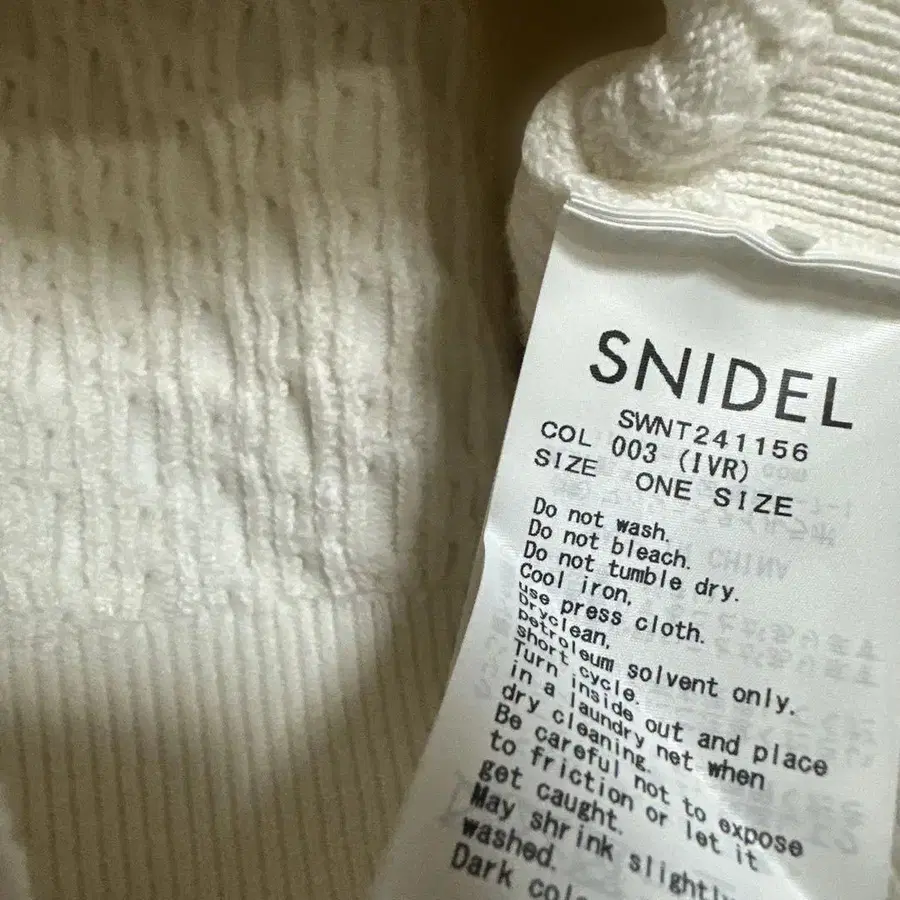 SNIDEL
SWNT241156
COL 003 (IVR)
SIZE ONE SIZE
Do not wash.
Do not bleach.
Do not tumble dry.
Cool iron,
use press cloth.
Dryclean,
petroleum solvent only.
short cycle.
Turn inside out and place
in a laundry net when
dry cleaning.
Be careful not to expose
to friction or let it
get caught.
May shrink slightly
washed.
Dark